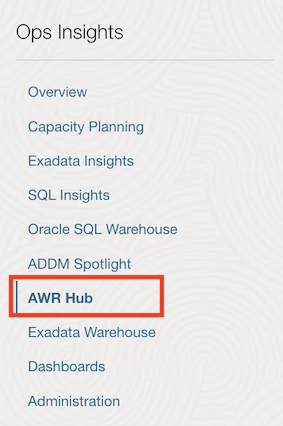 Ops Insights
Overview
Capacity Planning
Exadata Insights
SQL Insights
Oracle SQL Warehouse
ADDM Spotlight
AWR Hub
Exadata Warehouse
Dashboards
Administration